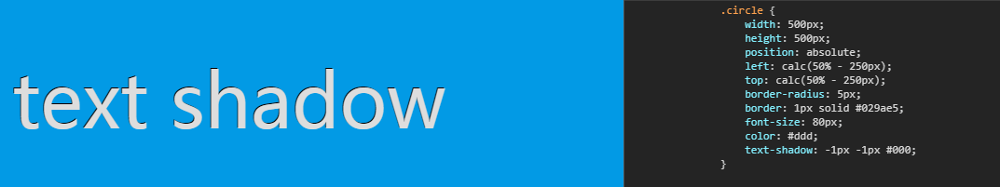 text shadow
.circle {
width: 500px;
height: 500px;
position: absolute;
left: calc(50% - 250px);
top: calc(50% - 250px);
border-radius: 5px;
border: 1px solid #029ae5;
font-size: 80px;
color: #ddd;
text-shadow: -1px -1px #000;
}